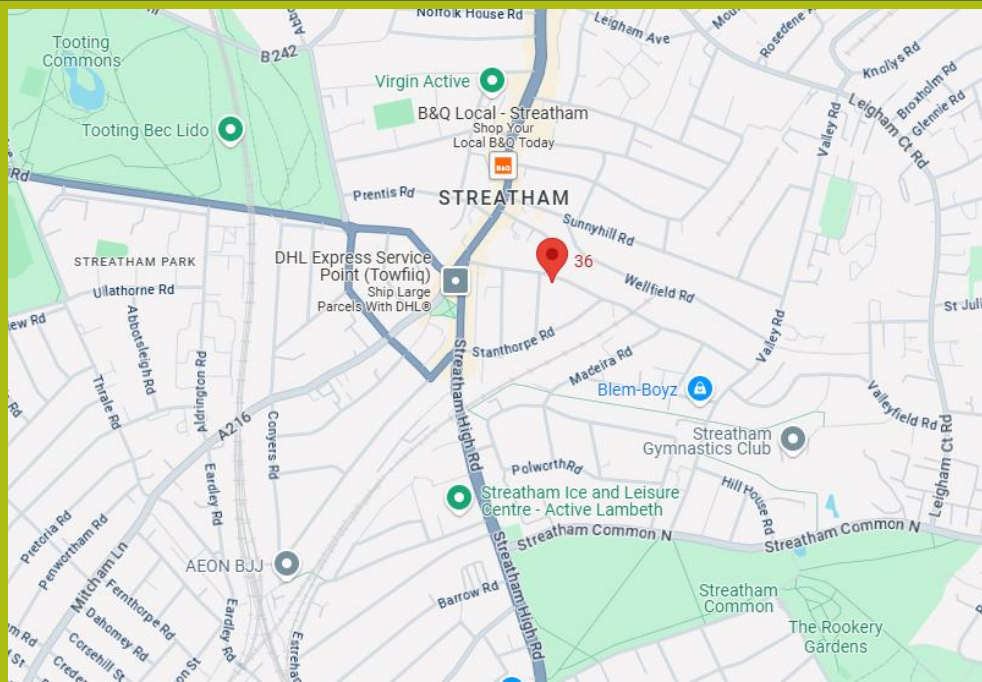 Norfolk House Rd
Leigham Ave
Rosedene
Knollys Rd
Tooting
Commons
B242
Virgin Active
Broxholm Rd
Glennie Rd
Leigham Ct Rd
Valley Rd
B&Q Local - Streatham
Shop Your
Local B&Q Today
B&Q
Tooting Bec Lido
Rd
Prentis Rd
STREATHAM
Sunnyhill Rd
DHL Express Service
Point (Towfiiq)
Ship Large
Parcels With DHL®
36
STREATHAM PARK
Wellfield Rd
Ullathorne Rd
Abbotsleigh Rd
Valley Rd
Stanthorpe Rd
Madeira Rd
Streatham High Rd
Blem-Boyz
Thrale Rd
Rd
A216
Conyers Rd
Valleyfield Rd
Leigham Ct Rd
Streatham
Gymnastics Club
Polworth Rd
Hill House Rd
Eardley Rd
Streatham Ice and Leisure
Centre - Active Lambeth
Pretoria Rd
Penwortham Rd
Mitcham Ln
Streatham Common N
Streatham Common N
Streatham High Rd
AEON BJJ
Barrow Rd
Streatham
Common
The Rookery
Gardens
Fernthorpe Rd
Dahomey Rd
Corsehill St
Eardley Rd